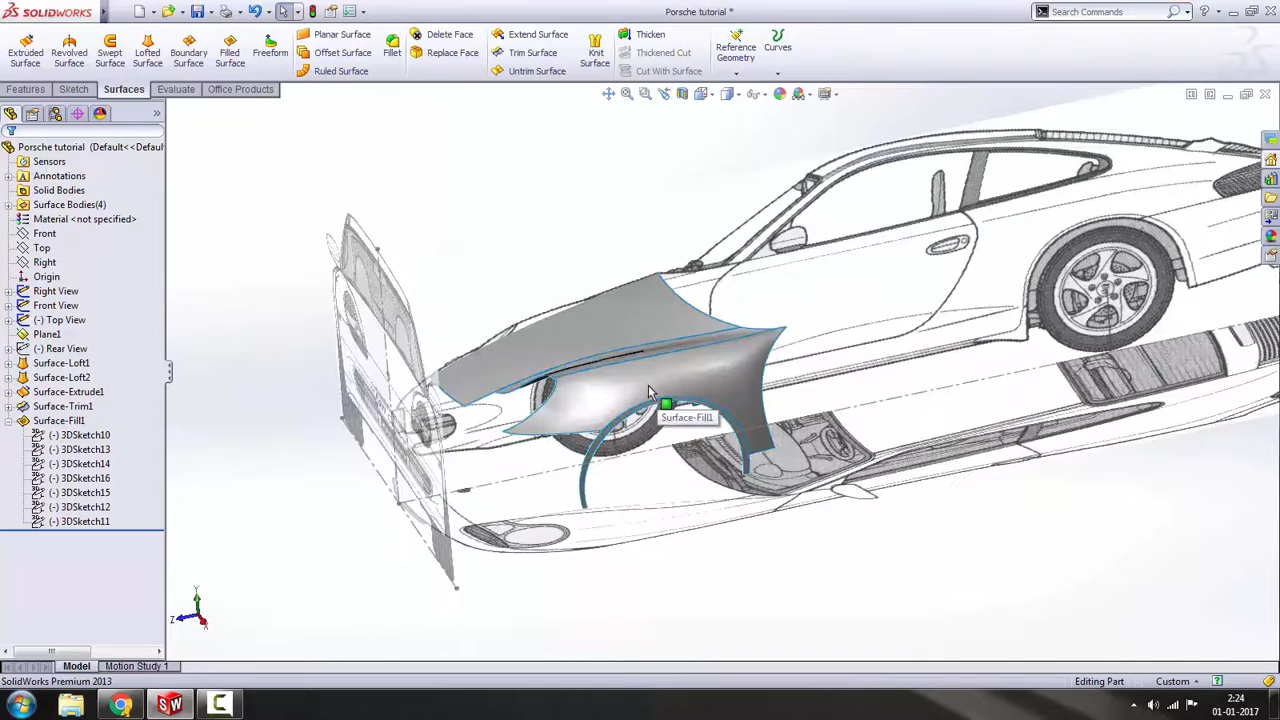 SOLIDWORKS
Porsche tutorial *
Search Commands
Extruded Surface
Revolved Surface
Swept Surface
Lofted Surface
Boundary Surface
Filled Surface
Freeform
Planar Surface
Offset Surface
Ruled Surface
Fillet
Delete Face
Replace Face
Extend Surface
Trim Surface
Untrim Surface
Knit Surface
Thicken
Thickened Cut
Cut With Surface
Reference Geometry
Curves
Features
Sketch
Surfaces
Evaluate
Office Products
Porsche tutorial (Default<<Defaul
Sensors
Annotations
Solid Bodies
Surface Bodies(4)
Material <not specified>
Front
Top
Right
Origin
Right View
Front View
(-) Top View
Plane1
(-) Rear View
Surface-Loft1
Surface-Loft2
Surface-Extrude1
Surface-Trim1
Surface-Fill1
(-) 3DSketch10
(-) 3DSketch13
(-) 3DSketch14
(-) 3DSketch16
(-) 3DSketch15
(-) 3DSketch12
(-) 3DSketch11
Surface-Fill1
Y
Z
X
Model
Motion Study 1
SolidWorks Premium 2013
Editing Part
Custom
2:24
01-01-2017